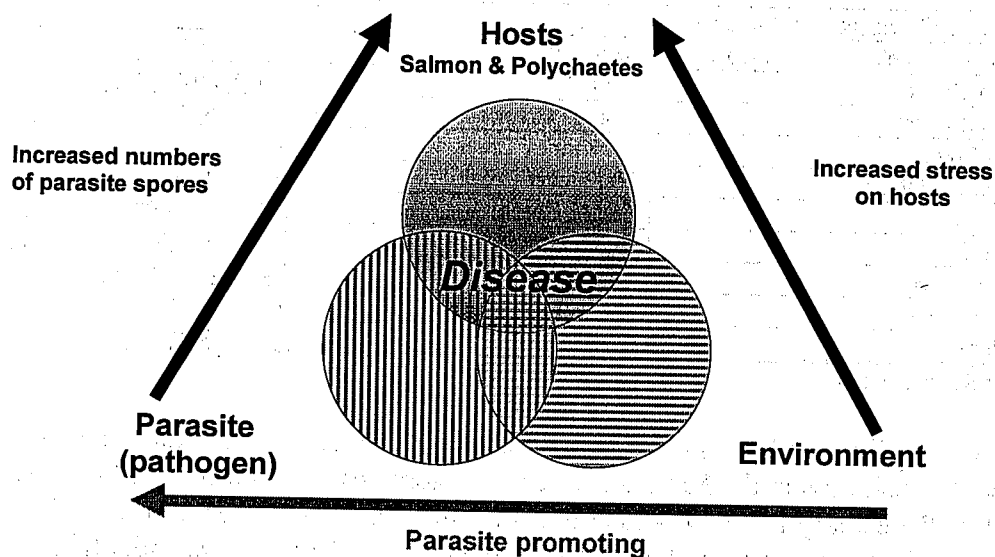 Hosts
Salmon & Polychaetes
Increased numbers
of parasite spores
Increased stress
on hosts
Disease
Parasite
(pathogen)
Environment
Parasite promoting